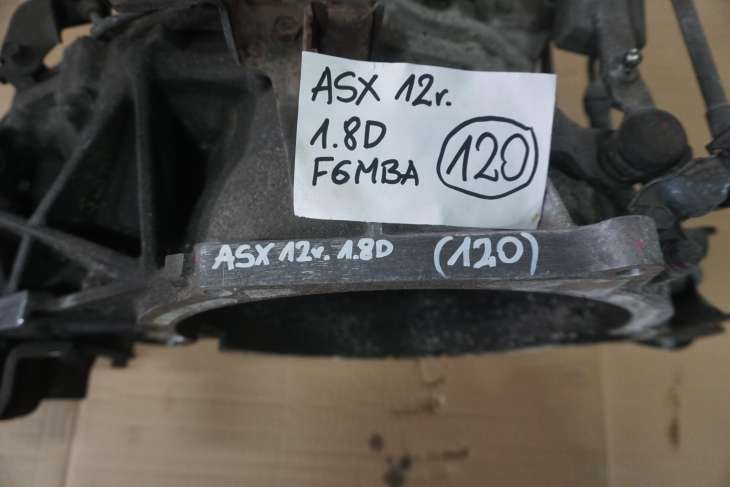 ASX 12r.
1.8D
F6MBA
120
ASX 12r. 1.8D (120)